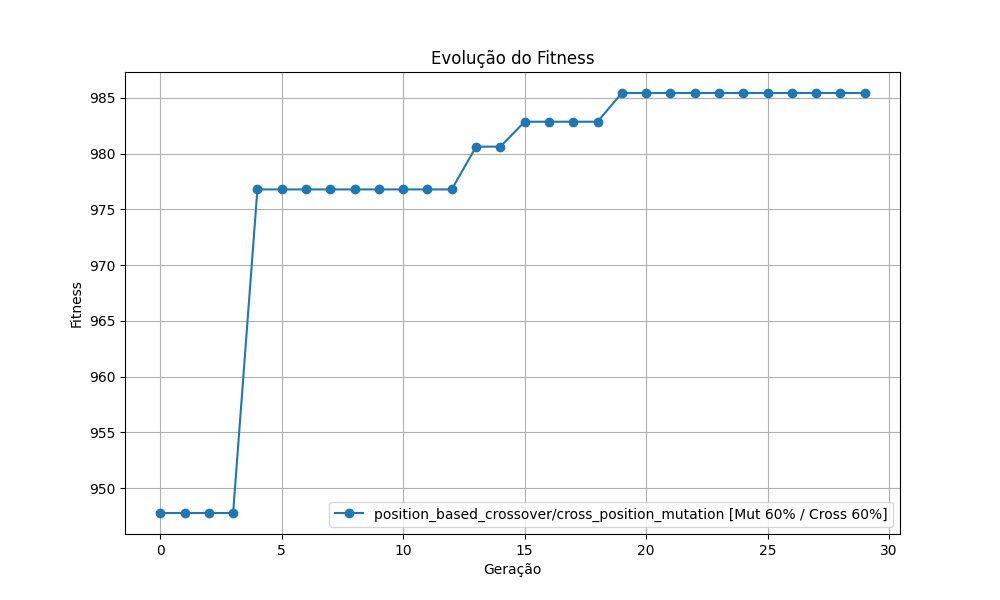 Evolução do Fitness
Fitness
985
980
975
970
965
960
955
950
position_based_crossover/cross_position_mutation [Mut 60% / Cross 60%]
0 5 10 15 20 25 30
Geração